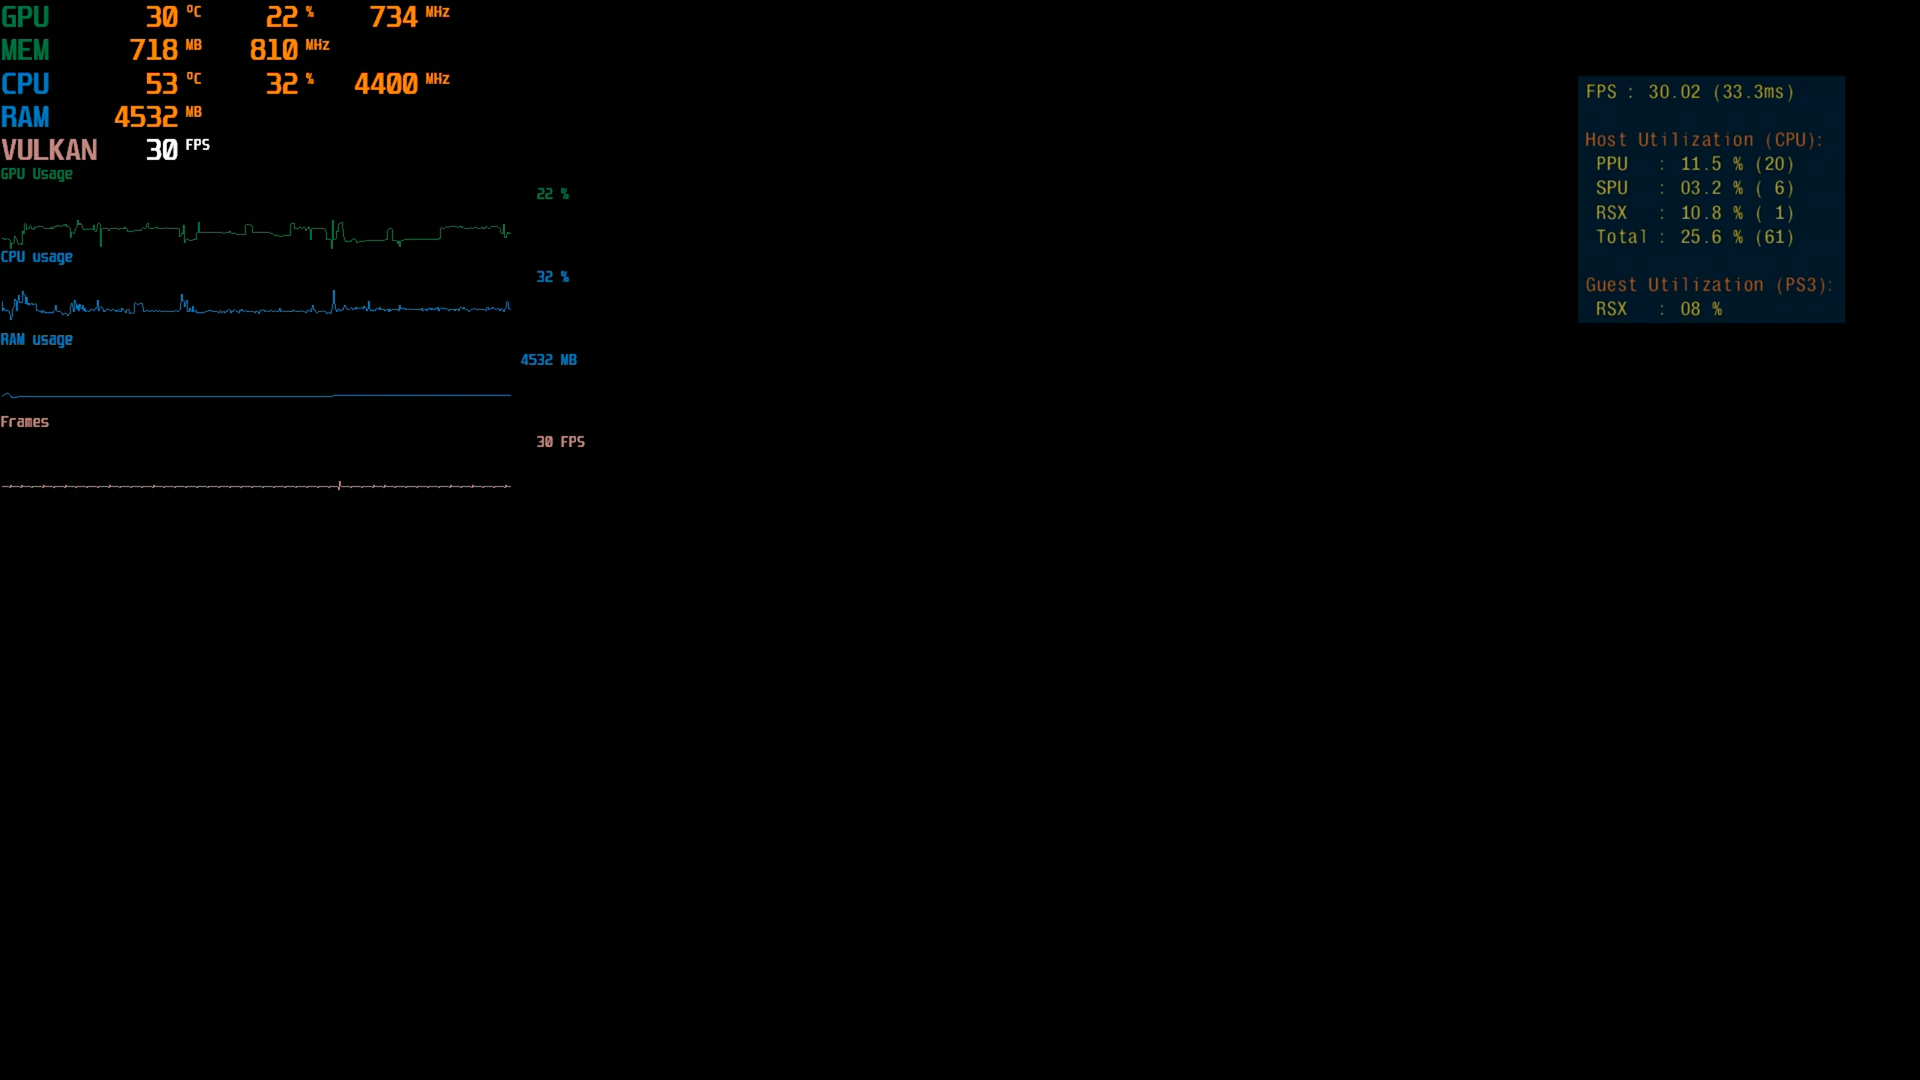 GPU 30 °C 22 % 734 MHz
MEM 718 MB 810 MHz
CPU 53 °C 32 % 4400 MHz
RAM 4532 MB
VULKAN 30 FPS
GPU Usage
22 %
CPU usage
32 %
RAM usage
4532 MB
Frames
30 FPS
FPS : 30.02 (33.3ms)
Host Utilization (CPU):
PPU : 11.5 % (20)
SPU : 03.2 % ( 6)
RSX : 10.8 % ( 1)
Total : 25.6 % (61)
Guest Utilization (PS3):
RSX : 08 %